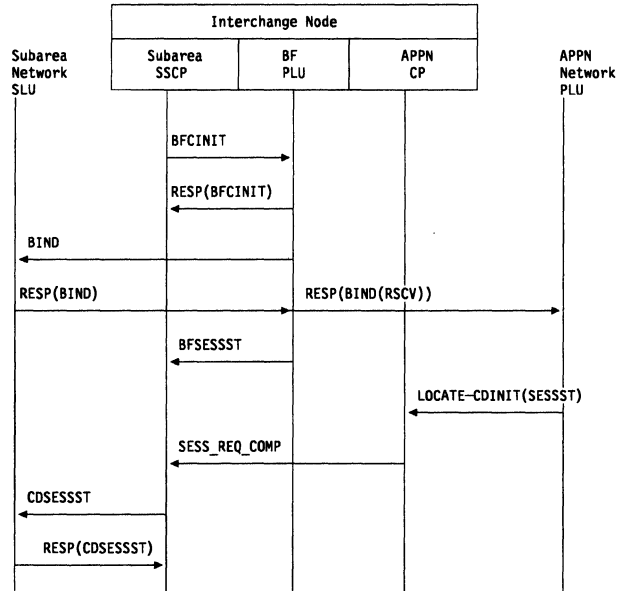 Interchange Node
Subarea
Network
SLU
Subarea
SSCP
BF
PLU
APPN
CP
APPN
Network
PLU
BFCINIT
RESP(BFCINIT)
BIND
RESP(BIND)
RESP(BIND(RSCV))
BFSESSST
LOCATE—CDINIT(SESSST)
SESS_REQ_COMP
CDSESSST
RESP(CDSESSST)